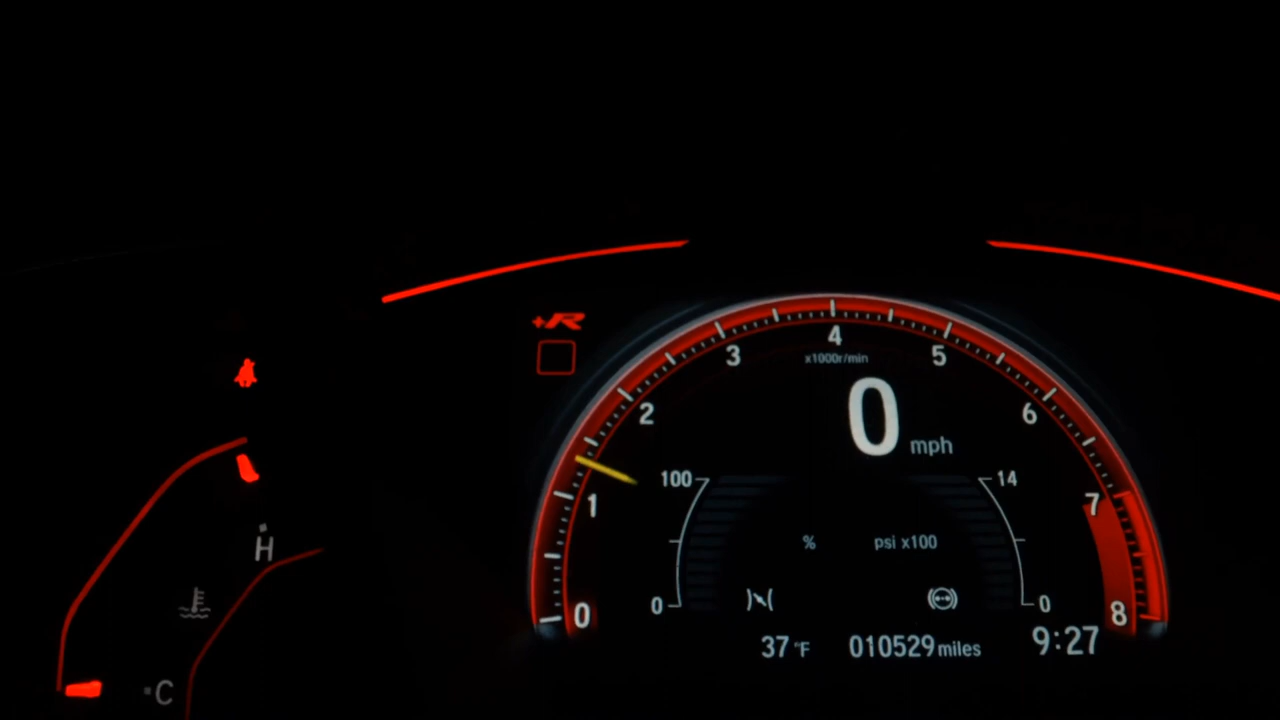 +R
4
3 5
x1000r/min
2 0 6
mph
100 14
1 7
H % psi x100
0 0
0 8
37 °F 010529 miles 9:27
C